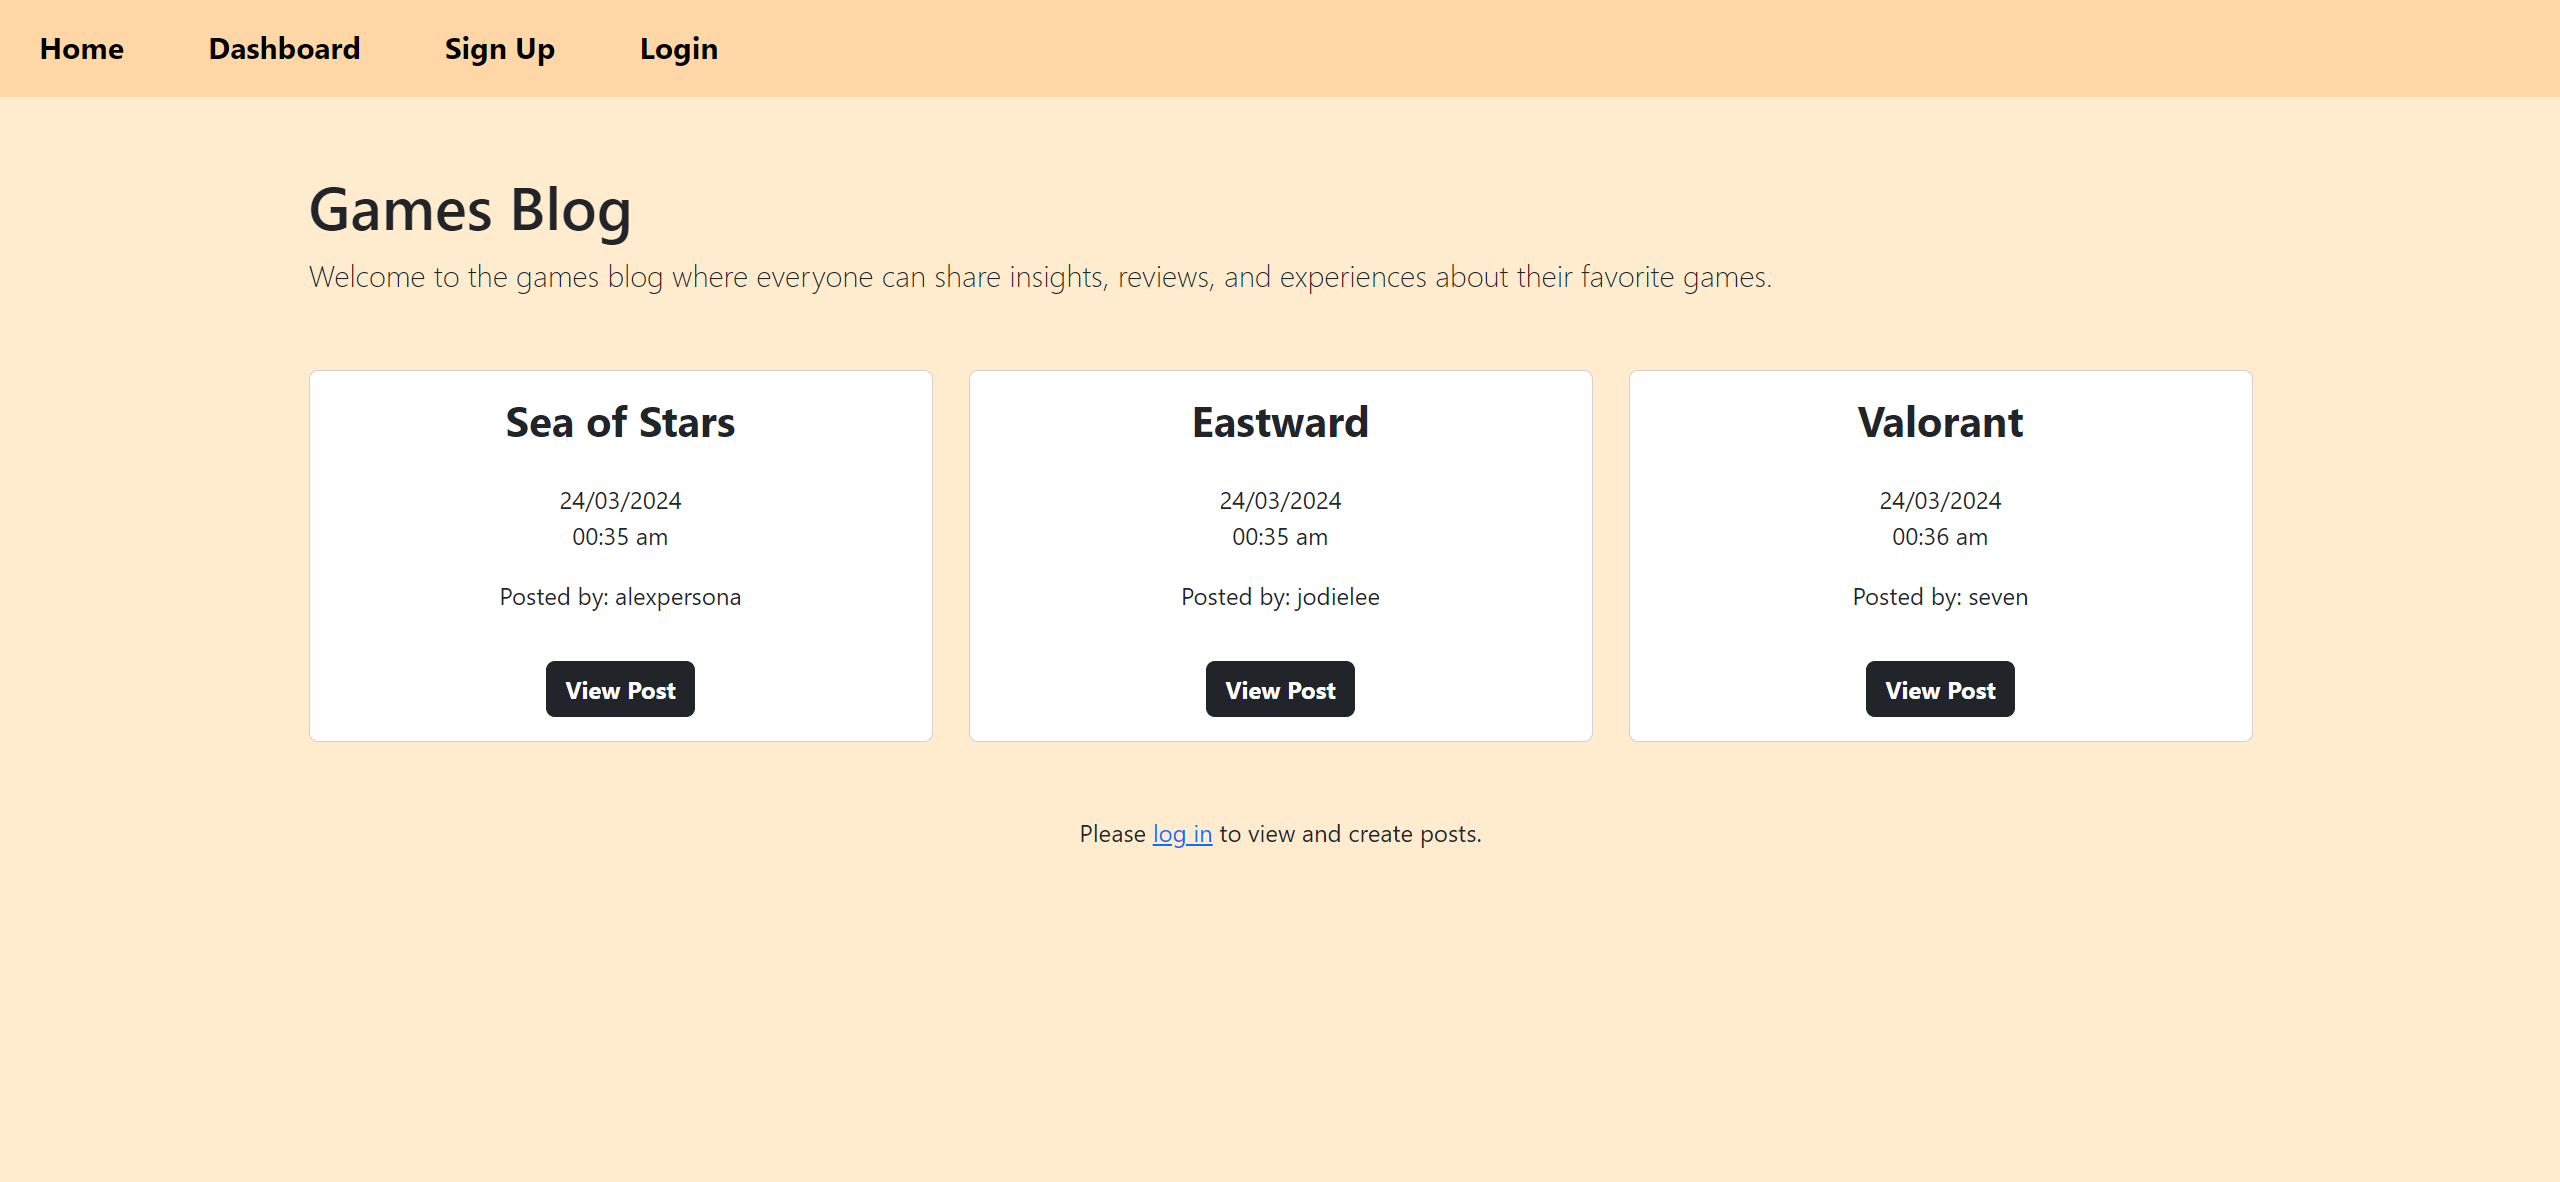 Home Dashboard Sign Up Login
Games Blog
Welcome to the games blog where everyone can share insights, reviews, and experiences about their favorite games.
Sea of Stars
24/03/2024
00:35 am
Posted by: alexpersona
View Post
Eastward
24/03/2024
00:35 am
Posted by: jodielee
View Post
Valorant
24/03/2024
00:36 am
Posted by: seven
View Post
Please log in to view and create posts.